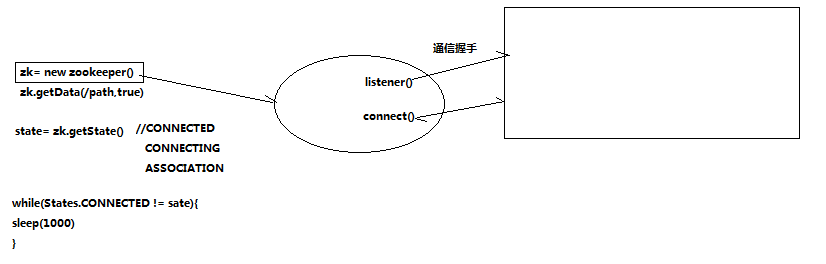 zk= new zookeeper()
zk.getData(/path,true)
state= zk.getState() //CONNECTED
CONNECTING
ASSOCIATION
while(States.CONNECTED != sate){
sleep(1000)
}
listener()
connect()
通信握手